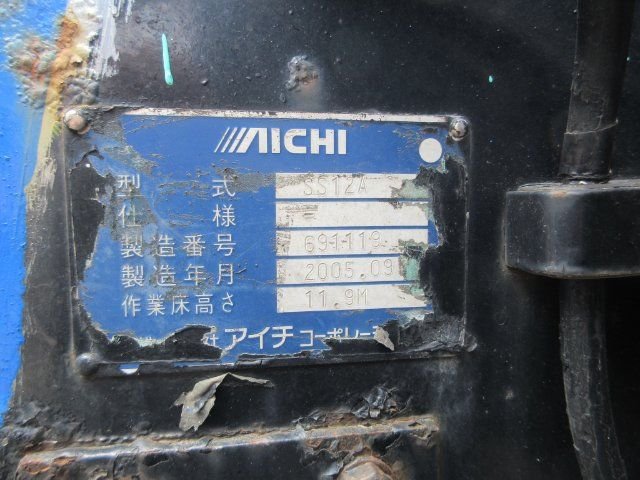 AICHI
型式 SS12A
仕様
製造番号 691119
製造年月 2005.09
作業床高さ 11.9M
アイチコーポレー